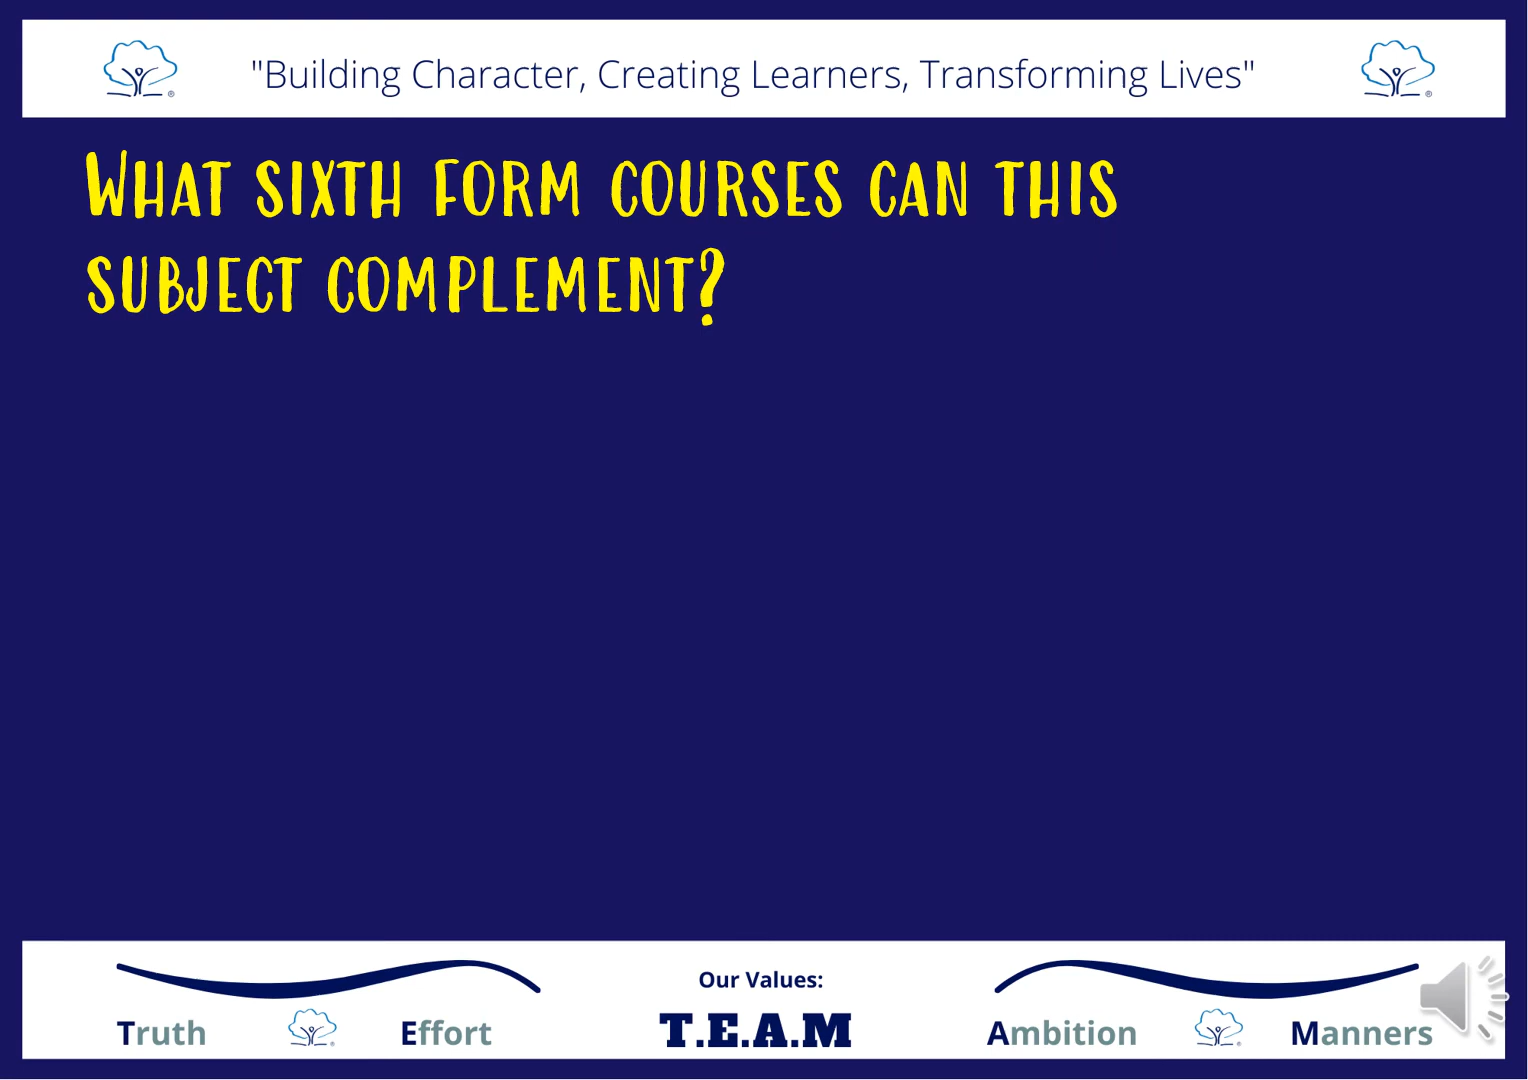 "Building Character, Creating Learners, Transforming Lives"
What sixth form courses can this
subject complement?
Our Values:
T.E.A.M
Truth
Effort
Ambition
Manners